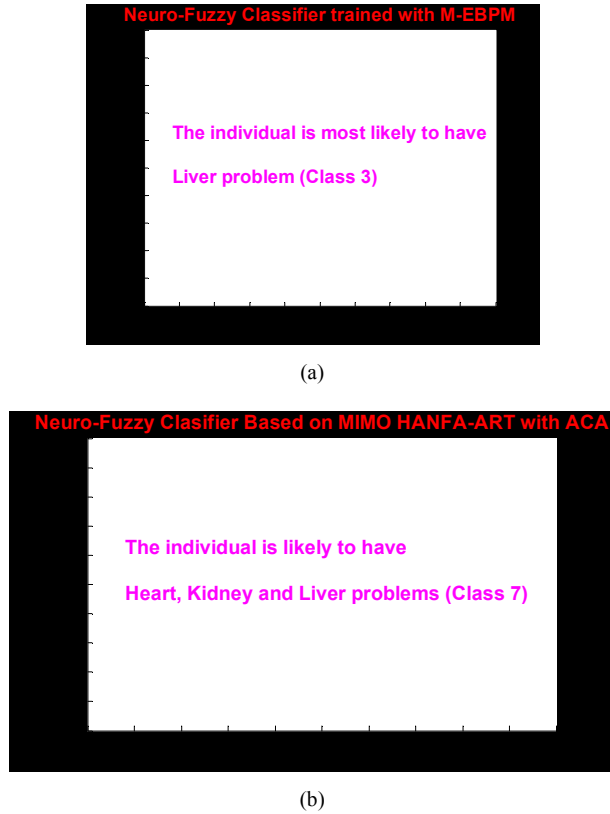 Neuro-Fuzzy Classifier trained with M-EBPM
The individual is most likely to have
Liver problem (Class 3)
(a)
Neuro-Fuzzy Clasifier Based on MIMO HANFA-ART with ACA
The individual is likely to have
Heart, Kidney and Liver problems (Class 7)
(b)